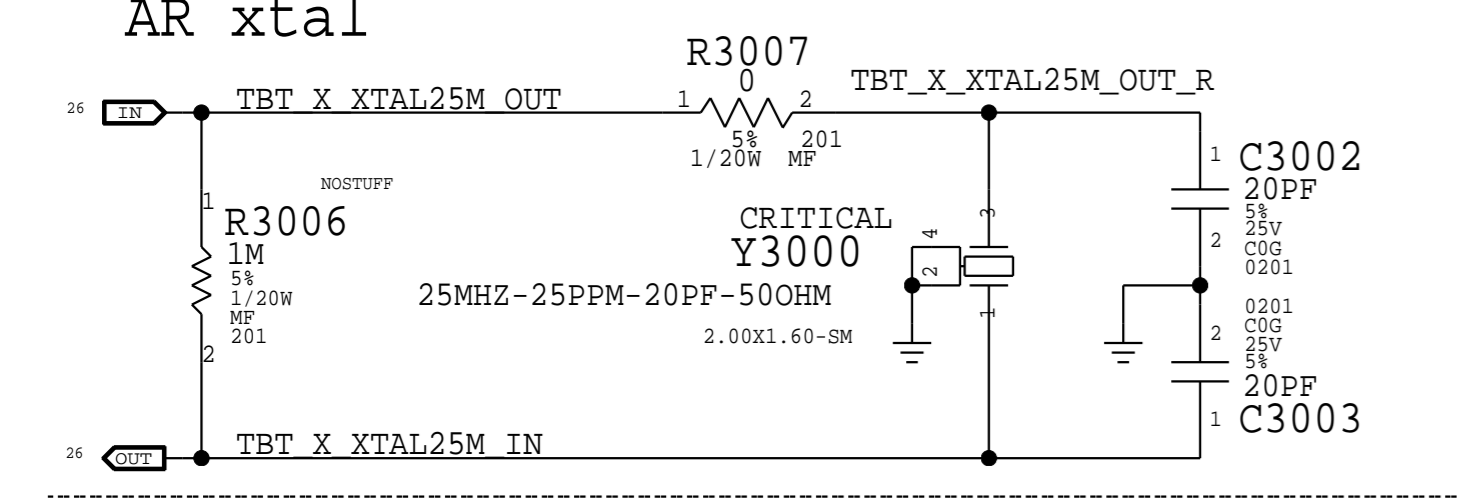 AR xtal
R3007
0
TBT_X_XTAL25M_OUT_R
26 IN TBT_X_XTAL25M_OUT 1 2
5% 201
1/20W MF
NOSTUFF
1
R3006
1M
5%
1/20W
MF
201
2
CRITICAL
Y3000
25MHZ-25PPM-20PF-50OHM
2.00X1.60-SM
3
4
2
1
1 C3002
20PF
5%
25V
2 C0G
0201
0201
C0G
2 25V
5%
20PF
1 C3003
26 OUT TBT_X_XTAL25M_IN